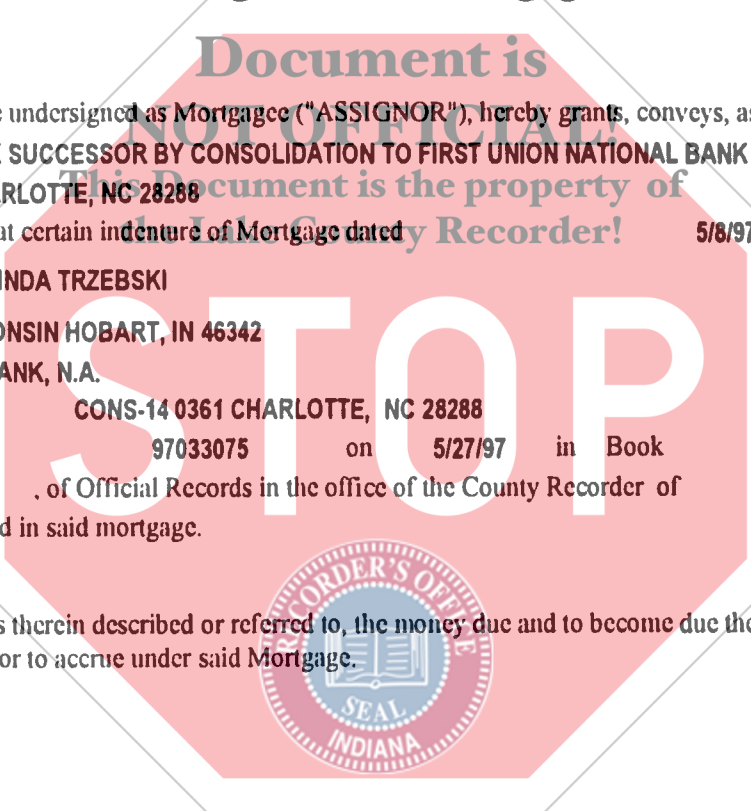 Document is
e undersigned as Mortgagee ("ASSIGNOR"), hereby grants, conveys, as
NOT OFFICIAL!
E SUCCESSOR BY CONSOLIDATION TO FIRST UNION NATIONAL BANK
This Document is the property of
RLOTTE, NC 28288
the Lake County Recorder!
at certain indenture of Mortgage dated 5/8/97
INDA TRZEBSKI
STOP
ONSIN HOBART, IN 46342
ANK, N.A.
CONS-14 0361 CHARLOTTE, NC 28288
97033075 on 5/27/97 in Book
, of Official Records in the office of the County Recorder of
d in said mortgage.
RECORDER'S OFFICE
s therein described or referred to, the money due and to become due the
or to accrue under said Mortgage.
SEAL
INDIANA